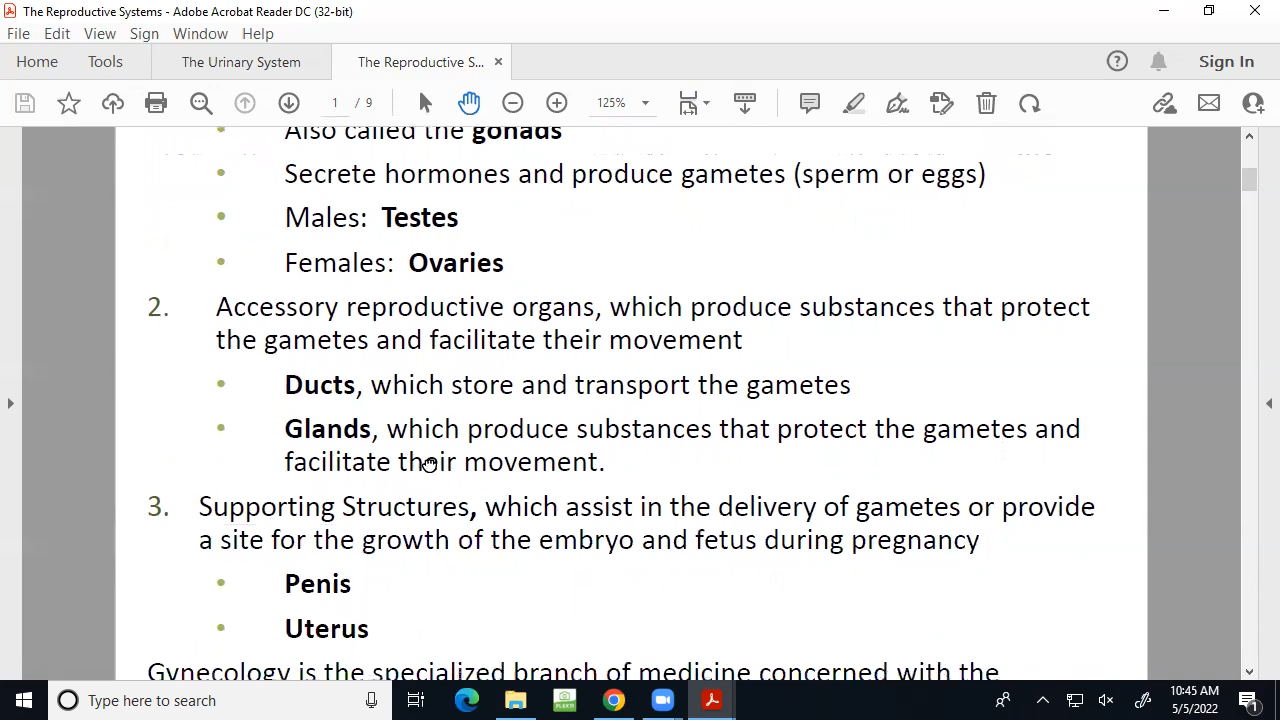 The Reproductive Systems - Adobe Acrobat Reader DC (32-bit)
File Edit View Sign Window Help
Home Tools The Urinary System The Reproductive S... × Sign In
1 / 9 125%
Also called the gonads
• Secrete hormones and produce gametes (sperm or eggs)
• Males: Testes
• Females: Ovaries
2. Accessory reproductive organs, which produce substances that protect
the gametes and facilitate their movement
• Ducts, which store and transport the gametes
• Glands, which produce substances that protect the gametes and
facilitate their movement.
3. Supporting Structures, which assist in the delivery of gametes or provide
a site for the growth of the embryo and fetus during pregnancy
• Penis
• Uterus
Gynecology is the specialized branch of medicine concerned with the
Type here to search
10:45 AM
5/5/2022
1